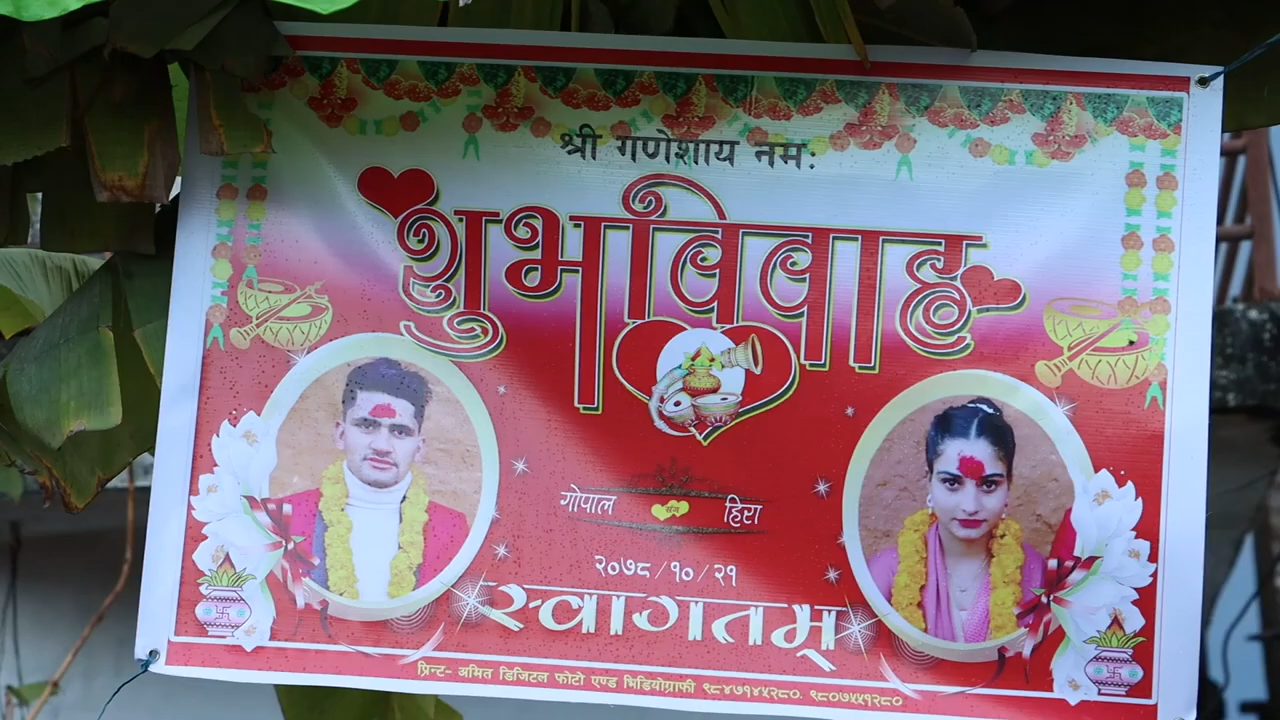 श्री गणेशाय नमः
शुभविवाह
गोपाल संग हिरा
२०७८/१०/२१
स्वागतम्
प्रिन्ट- अमित डिजिटल फोटो एण्ड भिडियोग्राफी ९८४७१४५२८०. ९८०७५५१२८०